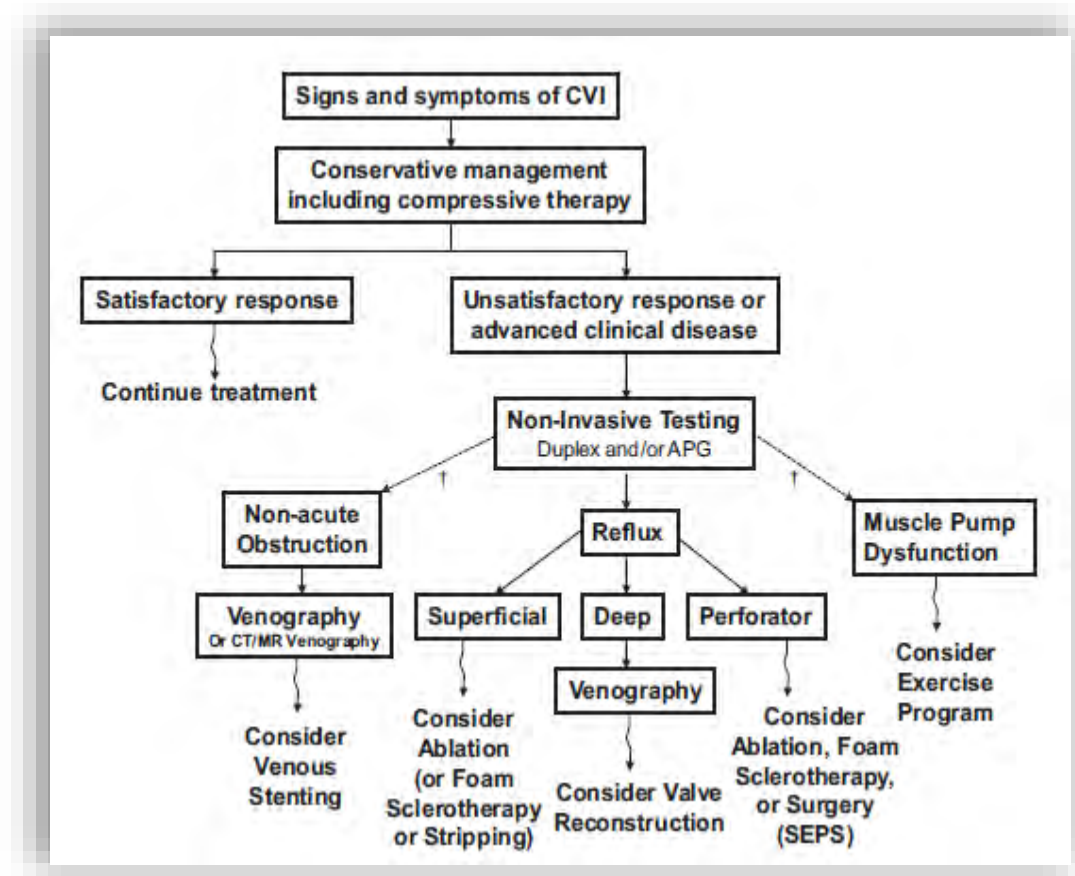 Signs and symptoms of CVI
Conservative management
including compressive therapy
Satisfactory response
Unsatisfactory response or
advanced clinical disease
Continue treatment
Non-Invasive Testing
Duplex and/or APG
†
†
Non-acute
Obstruction
Reflux
Muscle Pump
Dysfunction
Venography
Or CT/MR Venography
Superficial
Deep
Perforator
Venography
Consider
Exercise
Program
Consider
Venous
Stenting
Consider
Ablation
(or Foam
Sclerotherapy
or Stripping)
Consider Valve
Reconstruction
Consider
Ablation, Foam
Sclerotherapy,
or Surgery
(SEPS)